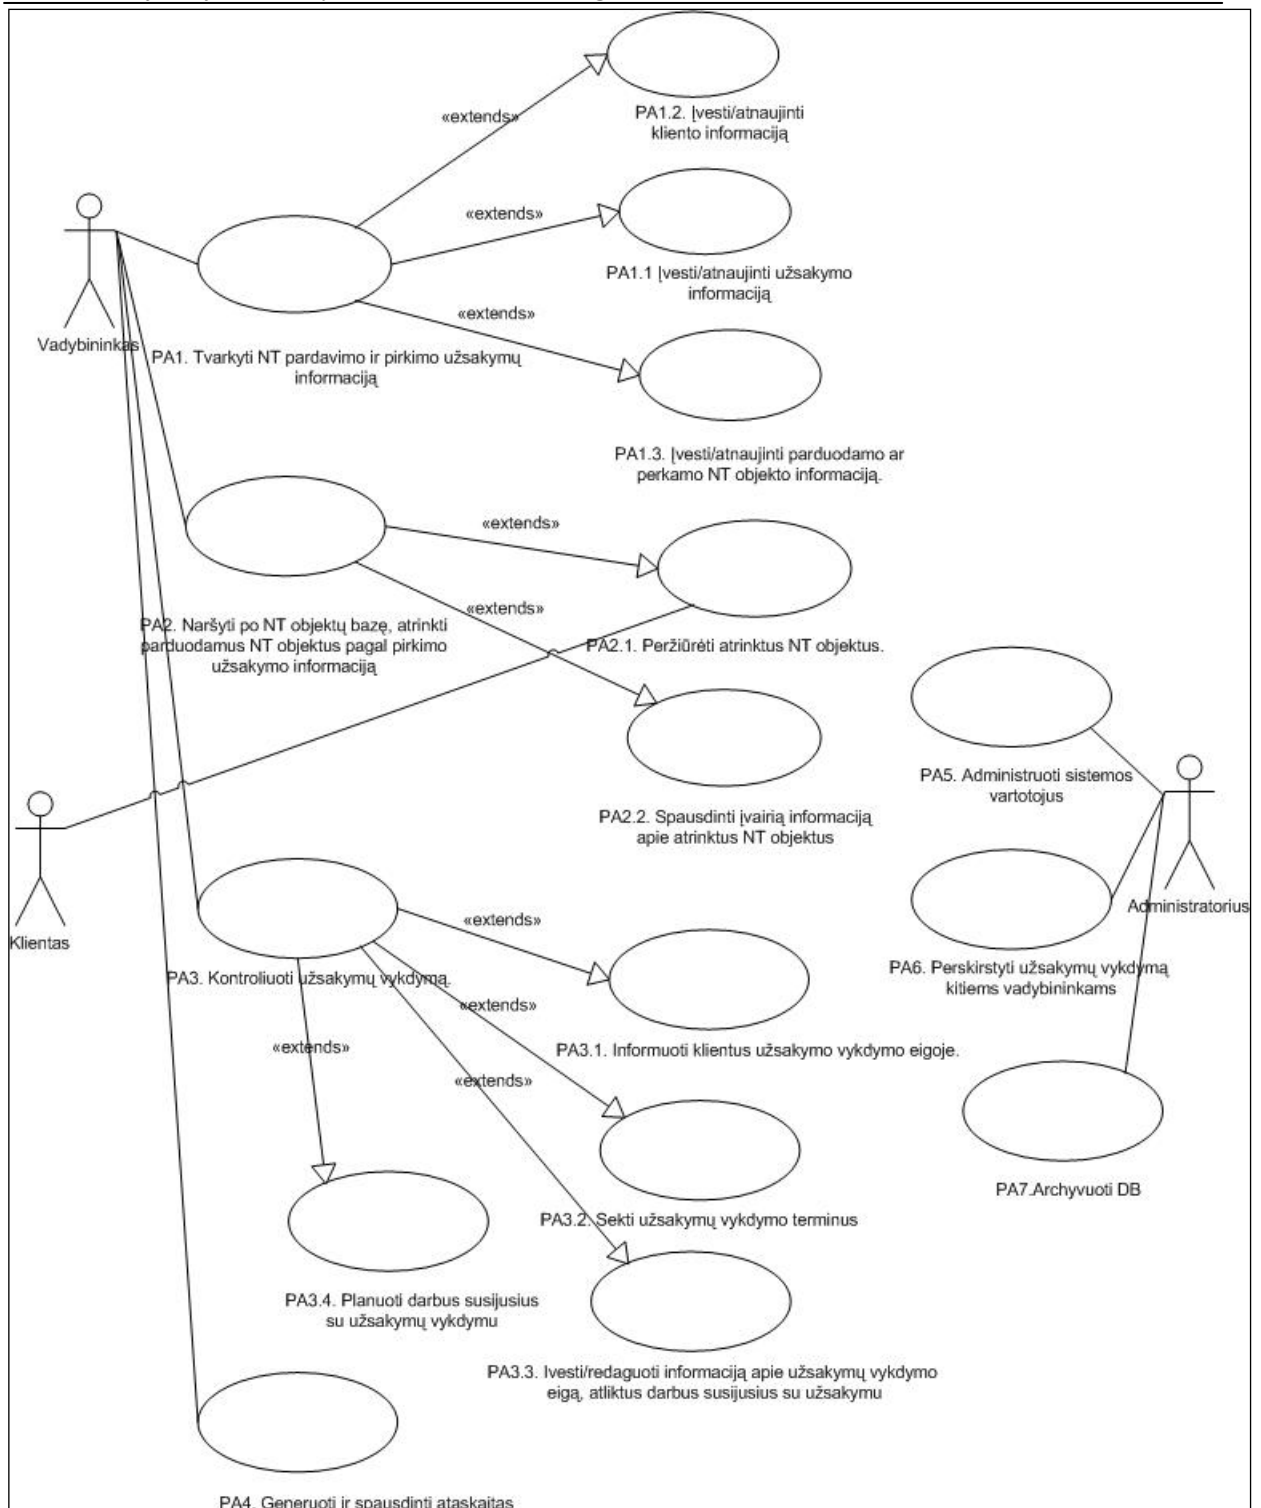 «extends»
PA1.2. Įvesti/atnaujinti
kliento informaciją
«extends»
PA1.1 Įvesti/atnaujinti užsakymo
informaciją
«extends»
Vadybininkas
PA1. Tvarkyti NT pardavimo ir pirkimo užsakymų
informaciją
PA1.3. Įvesti/atnaujinti parduodamo ar
perkamo NT objekto informaciją.
«extends»
«extends»
PA2. Naršyti po NT objektų bazę, atrinkti
parduodamus NT objektus pagal pirkimo
užsakymo informaciją
PA2.1. Peržiūrėti atrinktus NT objektus.
PA5. Administruoti sistemos
vartotojus
PA2.2. Spausdinti įvairią informaciją
apie atrinktus NT objektus
Administratorius
Klientas
«extends»
PA3. Kontroliuoti užsakymų vykdymą.
PA6. Perskirstyti užsakymų vykdymą
kitiems vadybininkams
«extends»
«extends»
PA3.1. Informuoti klientus užsakymo vykdymo eigoje.
«extends»
PA7.Archyvuoti DB
PA3.2. Sekti užsakymų vykdymo terminus
PA3.4. Planuoti darbus susijusius
su užsakymų vykdymu
PA3.3. Ivesti/redaguoti informaciją apie užsakymų vykdymo
eigą, atliktus darbus susijusius su užsakymu
PA4. Generuoti ir spausdinti ataskaitas